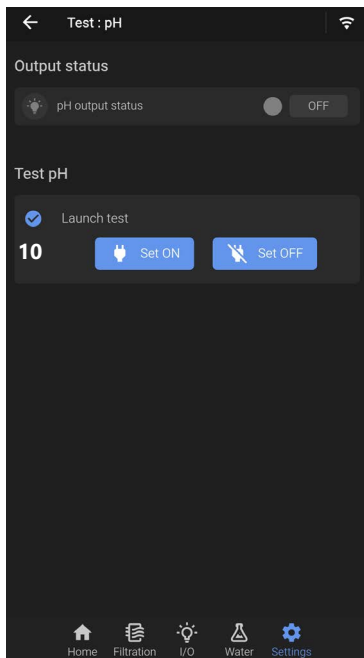 Test : pH
Output status
pH output status OFF
Test pH
Launch test
10 Set ON Set OFF
Home Filtration I/O Water Settings